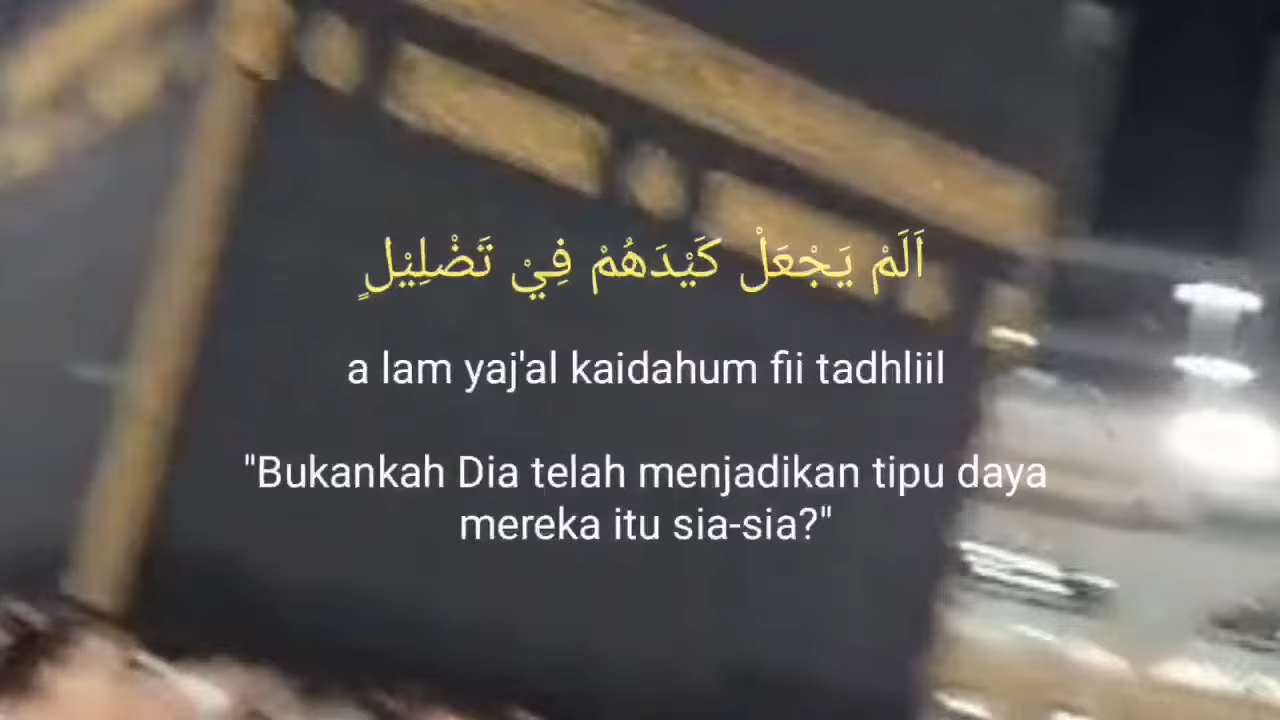 اَلَمْ يَجْعَلْ كَيْدَهُمْ فِيْ تَضْلِيْلٍ
a lam yaj'al kaidahum fii tadhliil
"Bukankah Dia telah menjadikan tipu daya
mereka itu sia-sia?"